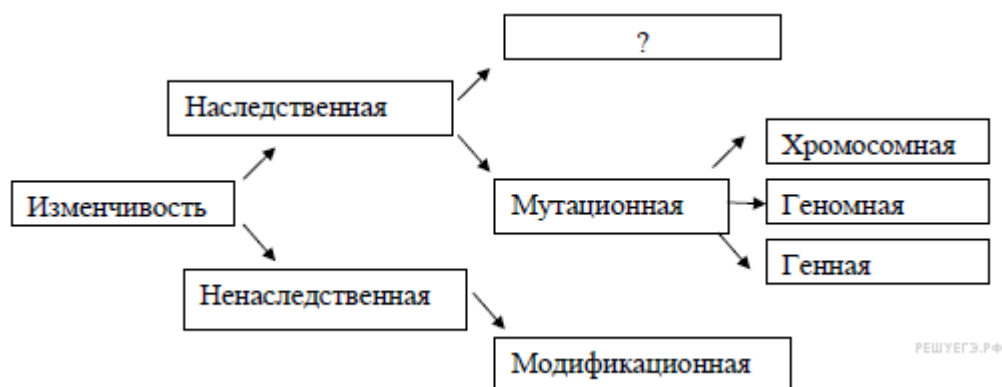 ?
Наследственная
Хромосомная
Изменчивость
Мутационная
Геномная
Генная
Ненаследственная
Модификационная
РЕШУЕГЭ.РФ